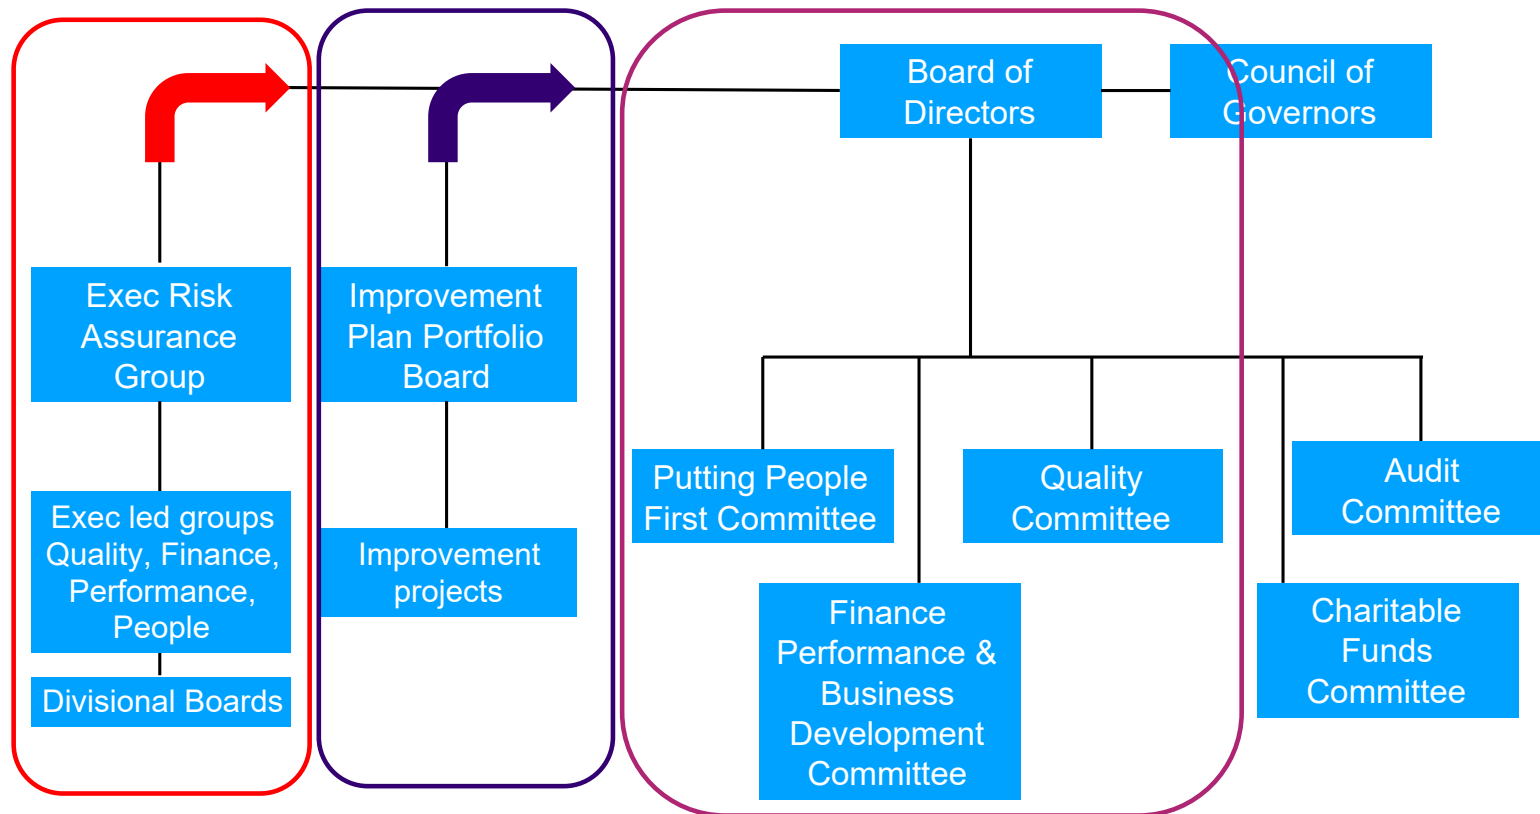 Board of
Directors
Council of
Governors
Exec Risk
Assurance
Group
Improvement
Plan Portfolio
Board
Putting People
First Committee
Quality
Committee
Audit
Committee
Exec led groups
Quality, Finance,
Performance,
People
Improvement
projects
Finance
Performance &
Business
Development
Committee
Charitable
Funds
Committee
Divisional Boards